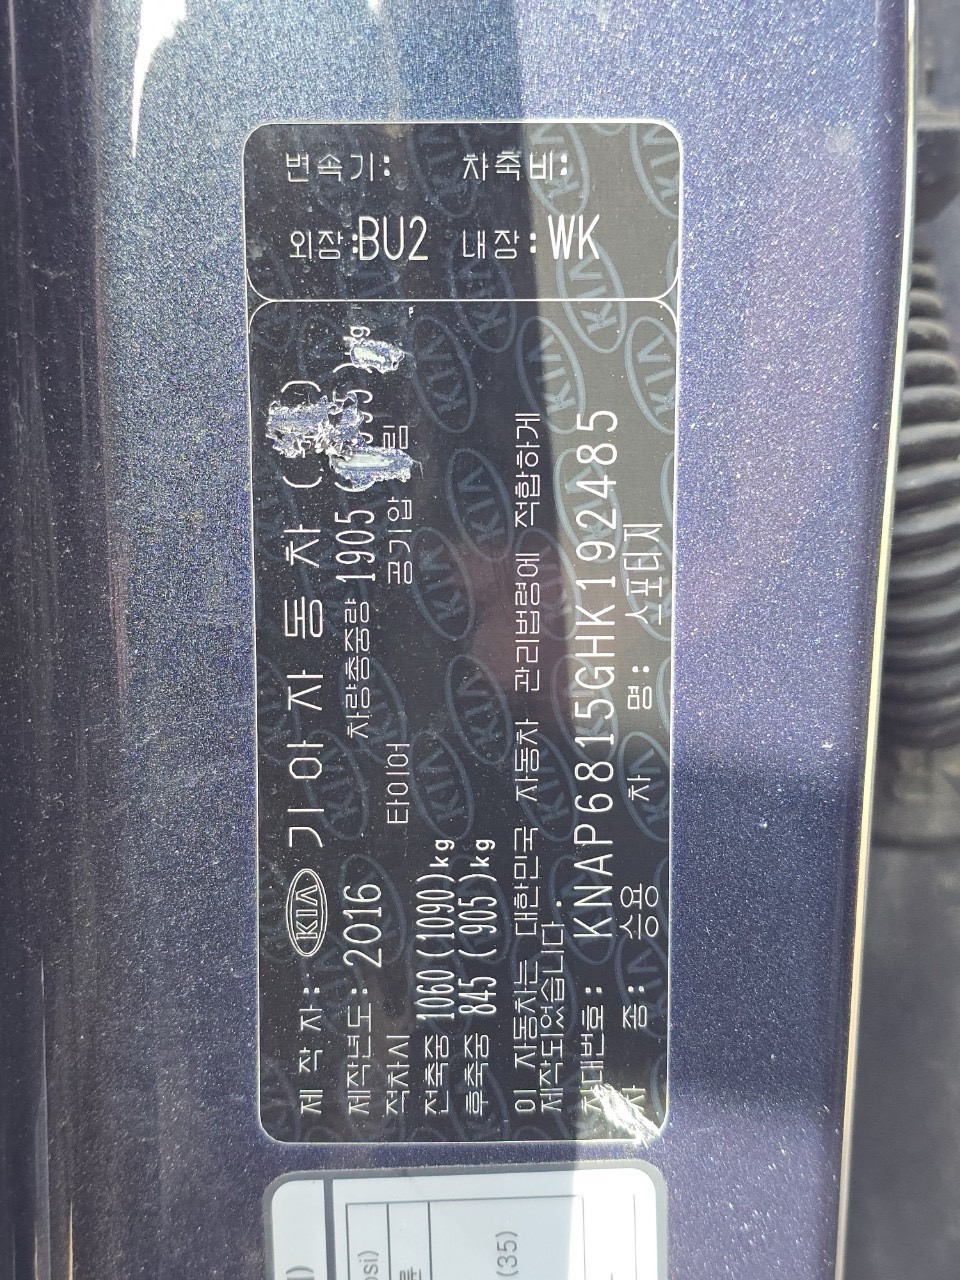 변속기: 차축비:
외장:BU2 내장:WK
제 작 자: KIA 기 아 자 동 차 ( )
제작년도: 2016 차량총중량 1905 ( ) kg
적차시 타이어 공기압
전축중 1060 (1090)kg
후축중 845 (905)kg
이 자동차는 대한민국 자동차 관리법령에 적합하게
제작되었습니다.
차대번호: KNAP6815GHK192485
차 종: 승용 차 명: 스포티지
(35)